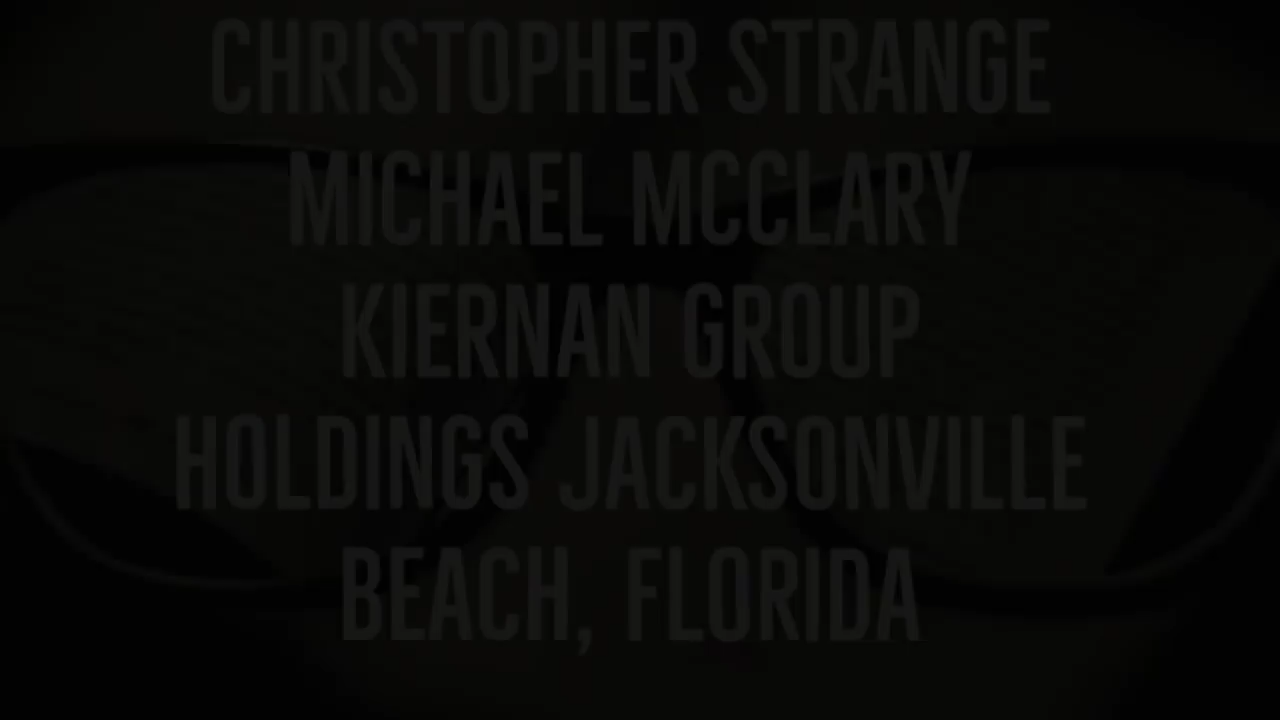 CHRISTOPHER STRANGE
MICHAEL MCCLARY
KIERNAN GROUP
HOLDINGS JACKSONVILLE
BEACH, FLORIDA